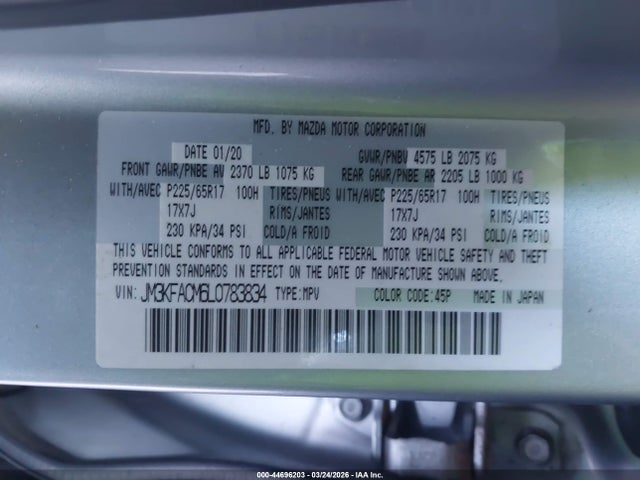 MFD. BY MAZDA MOTOR CORPORATION
DATE 01/20 GVWR/PNBV 4575 LB 2075 KG
FRONT GAWR/PNBE AV 2370 LB 1075 KG REAR GAWR/PNBE AR 2205 LB 1000 KG
WITH/AVEC P225/65R17 100H TIRES/PNEUS WITH/AVEC P225/65R17 100H TIRES/PNEUS
17X7J RIMS/JANTES 17X7J RIMS/JANTES
230 KPA/34 PSI COLD/A FROID 230 KPA/34 PSI COLD/A FROID
THIS VEHICLE CONFORMS TO ALL APPLICABLE FEDERAL MOTOR VEHICLE SAFETY AND THEFT
PREVENTION STANDARDS IN EFFECT ON THE DATE OF MANUFACTURE SHOWN ABOVE.
VIN: JM3KFACM6L0783834 TYPE:MPV COLOR CODE:45P MADE IN JAPAN
000-44696203 - 03/24/2026 - IAA Inc.